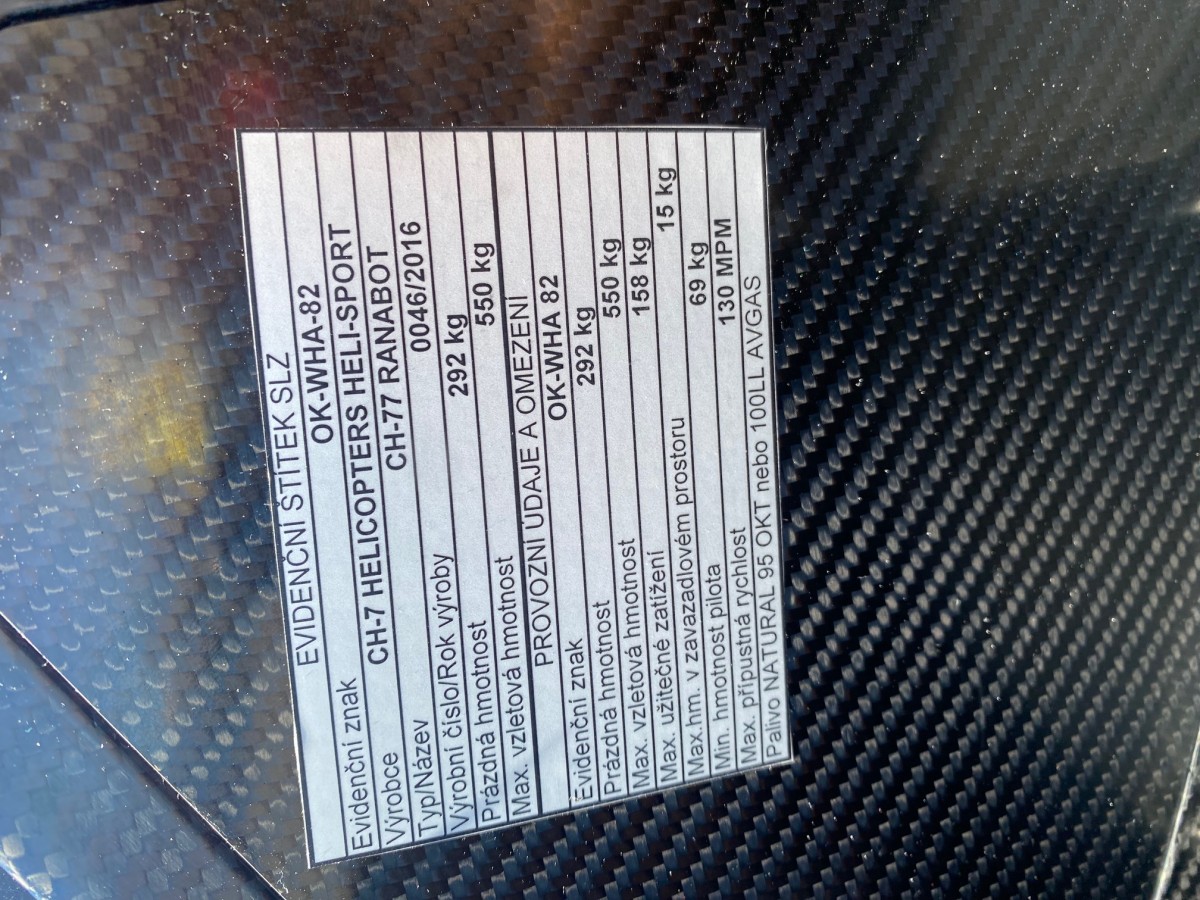 EVIDENČNÍ ŠTÍTEK SLZ
Evidenční znak OK-WHA-82
Výrobce CH-7 HELICOPTERS HELI-SPORT
Typ/Název CH-77 RANABOT
Výrobní číslo/Rok výroby 0046/2016
Prázdná hmotnost 292 kg
Max. vzletová hmotnost 550 kg
PROVOZNÍ ÚDAJE A OMEZENÍ
Evidenční znak OK-WHA 82
Prázdná hmotnost 292 kg
Max. vzletová hmotnost 550 kg
Max. užitečné zatížení 158 kg
Max.hm. v zavazadlovém prostoru 15 kg
Min. hmotnost pilota 69 kg
Max. přípustná rychlost 130 MPM
Palivo NATURAL 95 OKT nebo 100LL AVGAS